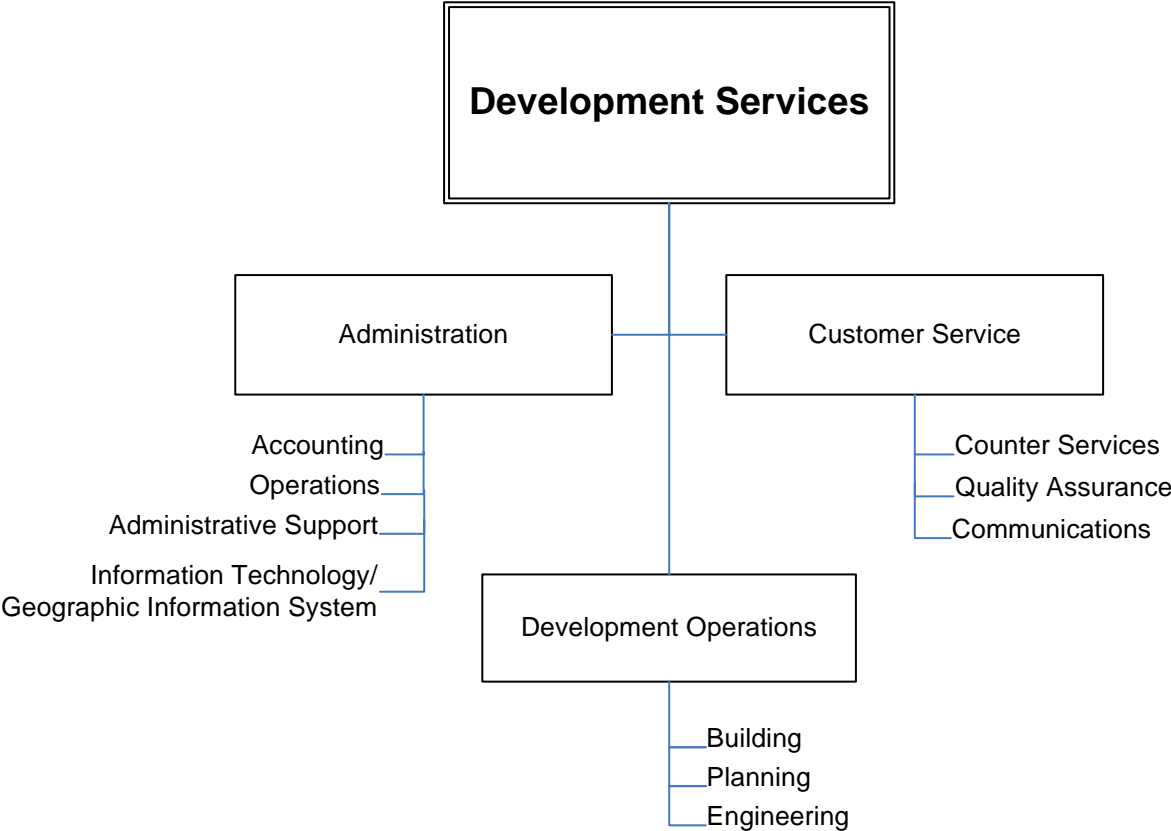 Development Services
Administration
Customer Service
Accounting
Operations
Administrative Support
Information Technology/
Geographic Information System
Counter Services
Quality Assurance
Communications
Development Operations
Building
Planning
Engineering